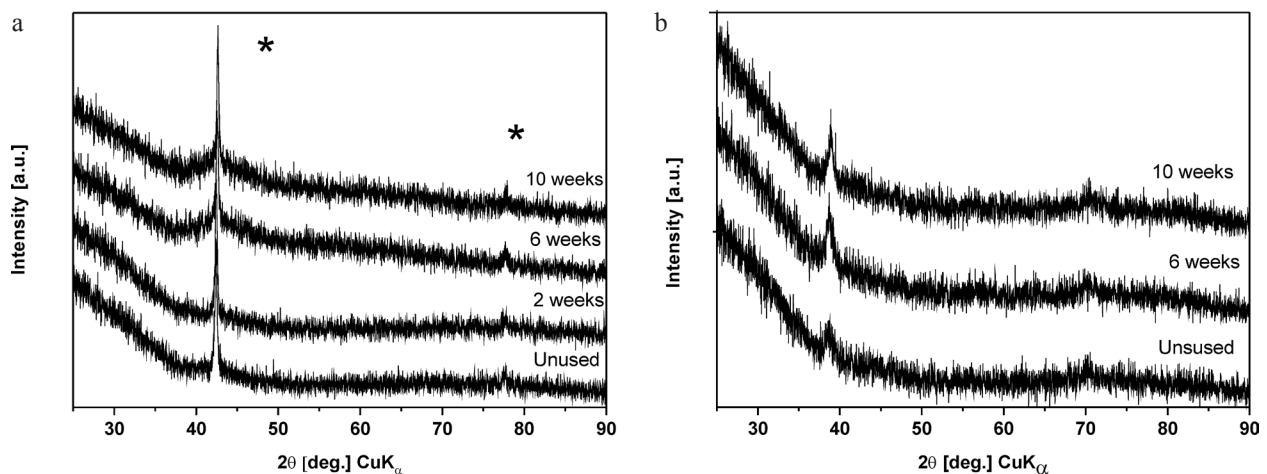 a
*
*
10 weeks
6 weeks
2 weeks
Unused
Intensity [a.u.]
30 40 50 60 70 80 90
2θ [deg.] CuKα
b
10 weeks
6 weeks
Unsused
Intensity [a.u.]
30 40 50 60 70 80 90
2θ [deg.] CuKα